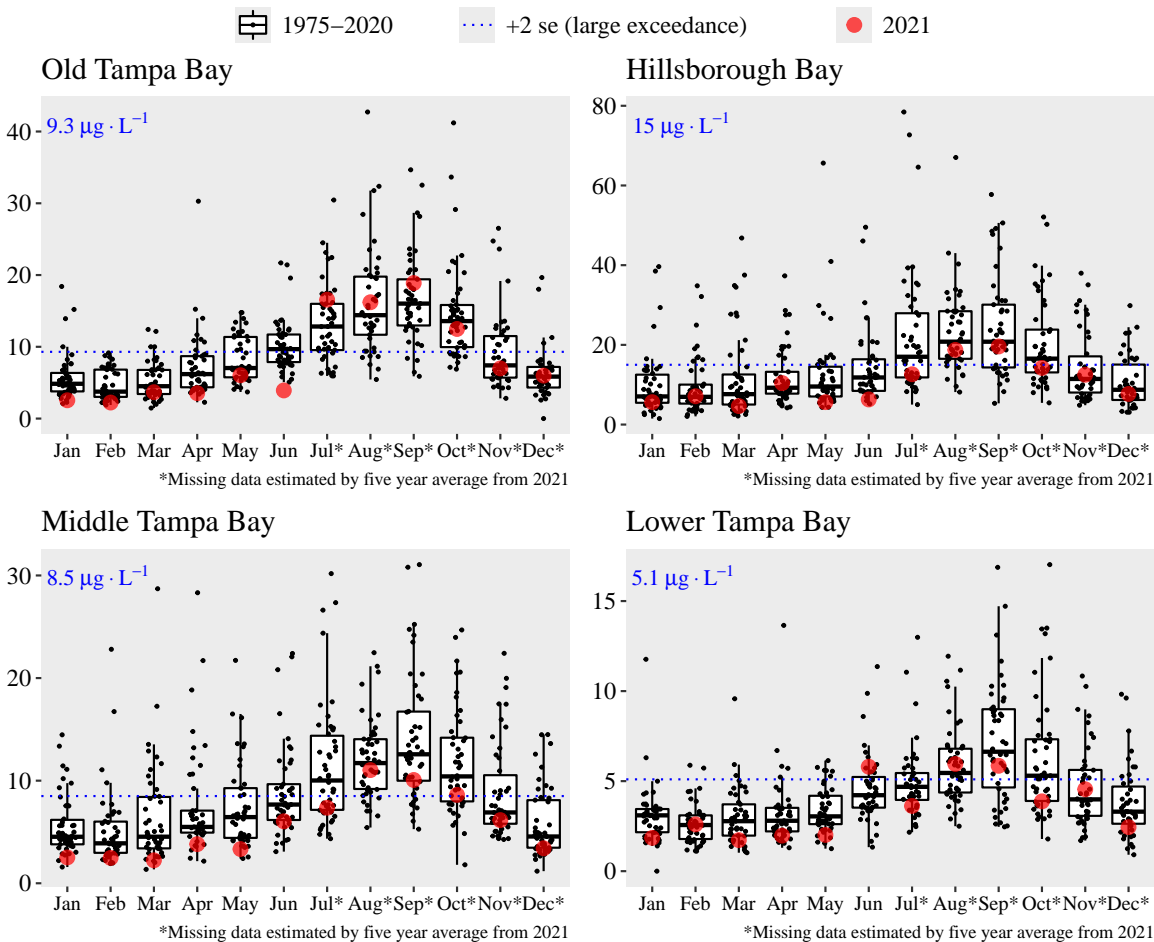 1975−2020 +2 se (large exceedance) 2021
Old Tampa Bay
9.3 μg ⋅ L−1
40
30
20
10
0
Jan Feb Mar Apr May Jun Jul* Aug* Sep* Oct* Nov* Dec*
*Missing data estimated by five year average from 2021
Hillsborough Bay
15 μg ⋅ L−1
80
60
40
20
0
Jan Feb Mar Apr May Jun Jul* Aug* Sep* Oct* Nov* Dec*
*Missing data estimated by five year average from 2021
Middle Tampa Bay
8.5 μg ⋅ L−1
30
20
10
0
Jan Feb Mar Apr May Jun Jul* Aug* Sep* Oct* Nov* Dec*
*Missing data estimated by five year average from 2021
Lower Tampa Bay
5.1 μg ⋅ L−1
15
10
5
0
Jan Feb Mar Apr May Jun Jul* Aug* Sep* Oct* Nov* Dec*
*Missing data estimated by five year average from 2021